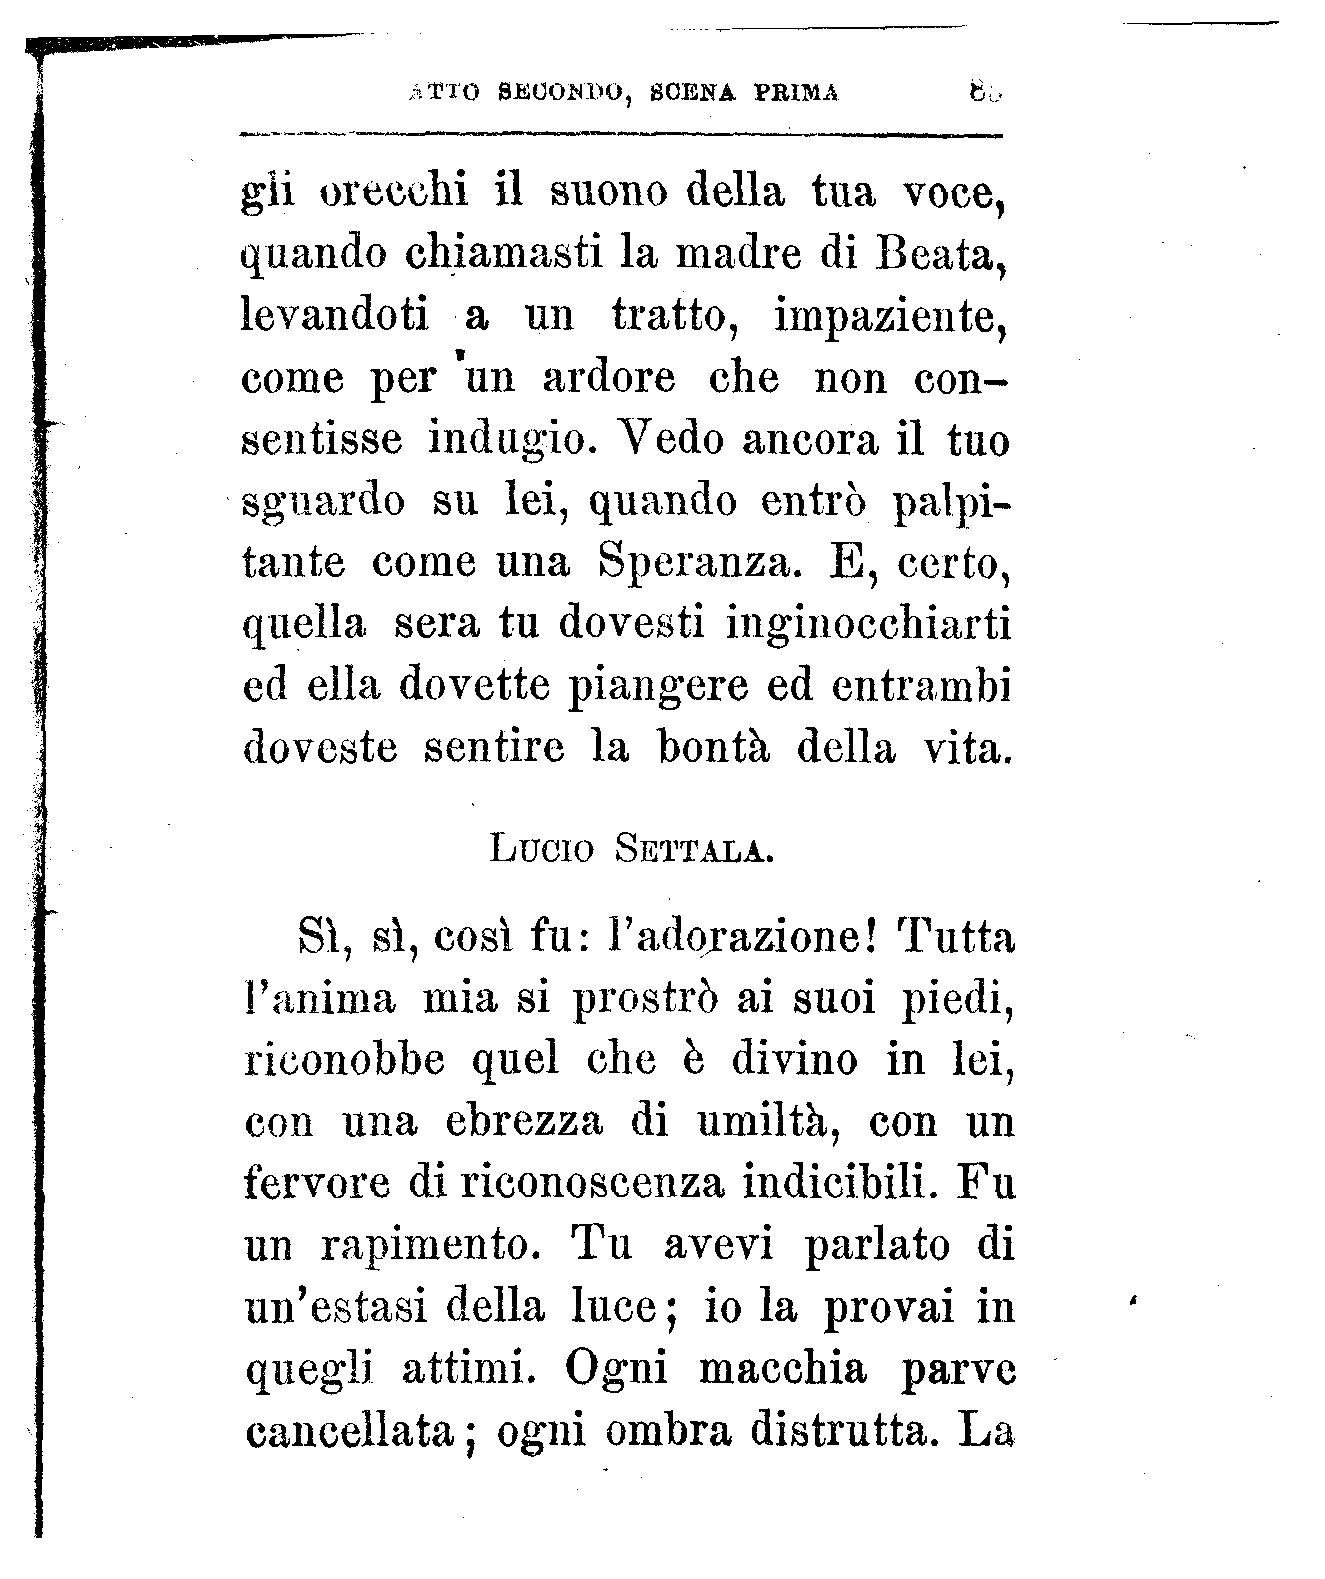 ATTO SECONDO, SCENA PRIMA
gli orecchi il suono della tua voce,
quando chiamasti la madre di Beata,
levandoti a un tratto, impaziente,
come per un ardore che non con-
sentisse indugio. Vedo ancora il tuo
sguardo su lei, quando entrò palpi-
tante come una Speranza. E, certo,
quella sera tu dovesti inginocchiarti
ed ella dovette piangere ed entrambi
doveste sentire la bontà della vita.
LUCIO SETTALA.
Sì, sì, così fu: l'adorazione! Tutta
l'anima mia si prostrò ai suoi piedi,
riconobbe quel che è divino in lei,
con una ebrezza di umiltà, con un
fervore di riconoscenza indicibili. Fu
un rapimento. Tu avevi parlato di
un'estasi della luce; io la provai in
quegli attimi. Ogni macchia parve
cancellata; ogni ombra distrutta. La